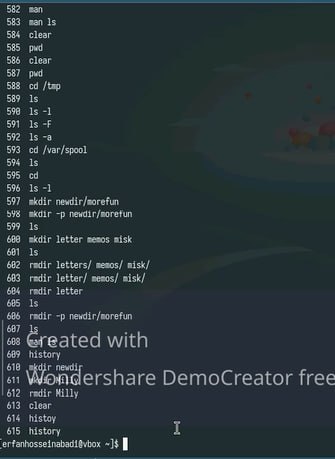 582 man
583 man ls
584 clear
585 pwd
586 clear
587 pwd
588 cd /tmp
589 ls
590 ls -l
591 ls -F
592 ls -a
593 cd /var/spool
594 ls
595 cd
596 ls -l
597 mkdir newdir/morefun
598 mkdir -p newdir/morefun
599 ls
600 mkdir letter memos misk
601 ls
602 rmdir letters/ memos/ misk/
603 rmdir letter/ memos/ misk/
604 rmdir letter
605 ls
606 rmdir -p newdir/morefun
607 ls
608 man ls
609 history
610 mkdir newdir
611 mkdir Milly
612 rmdir Milly
613 clear
614 histoy
615 history
[erfanhosseinabadi@vbox ~]$
Created with
Wondershare DemoCreator free